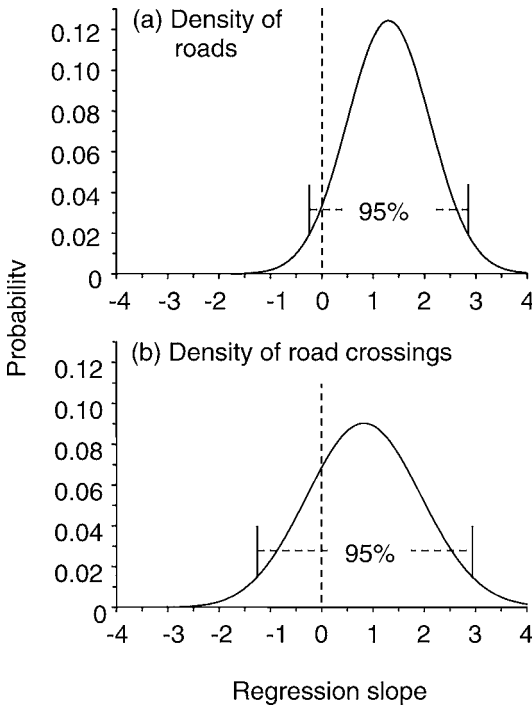 (a) Density of
roads
0.12
0.10
0.08
0.06
0.04
0.02
0
95%
-4 -3 -2 -1 0 1 2 3 4
Probability
(b) Density of road crossings
0.12
0.10
0.08
0.06
0.04
0.02
0
95%
-4 -3 -2 -1 0 1 2 3 4
Regression slope